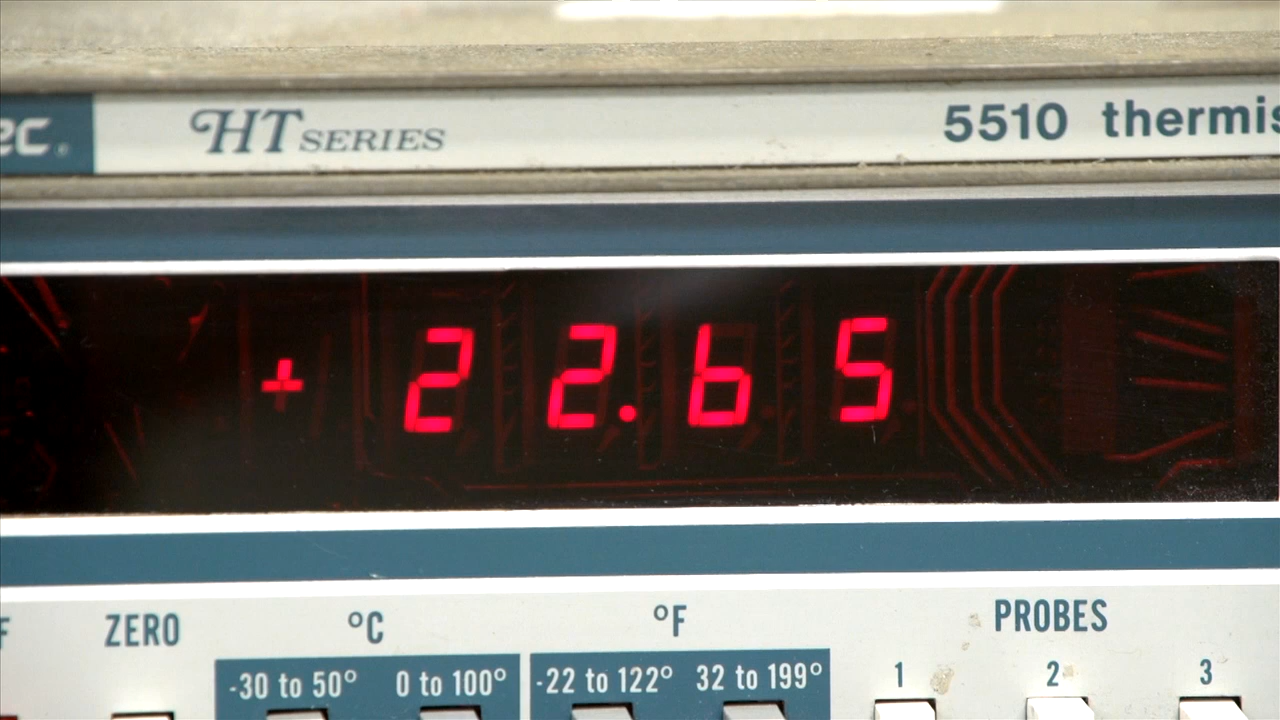 ec.
HT SERIES
5510 thermis
+22.65
F
ZERO
°C
°F
PROBES
-30 to 50°
0 to 100°
-22 to 122°
32 to 199°
1
2
3